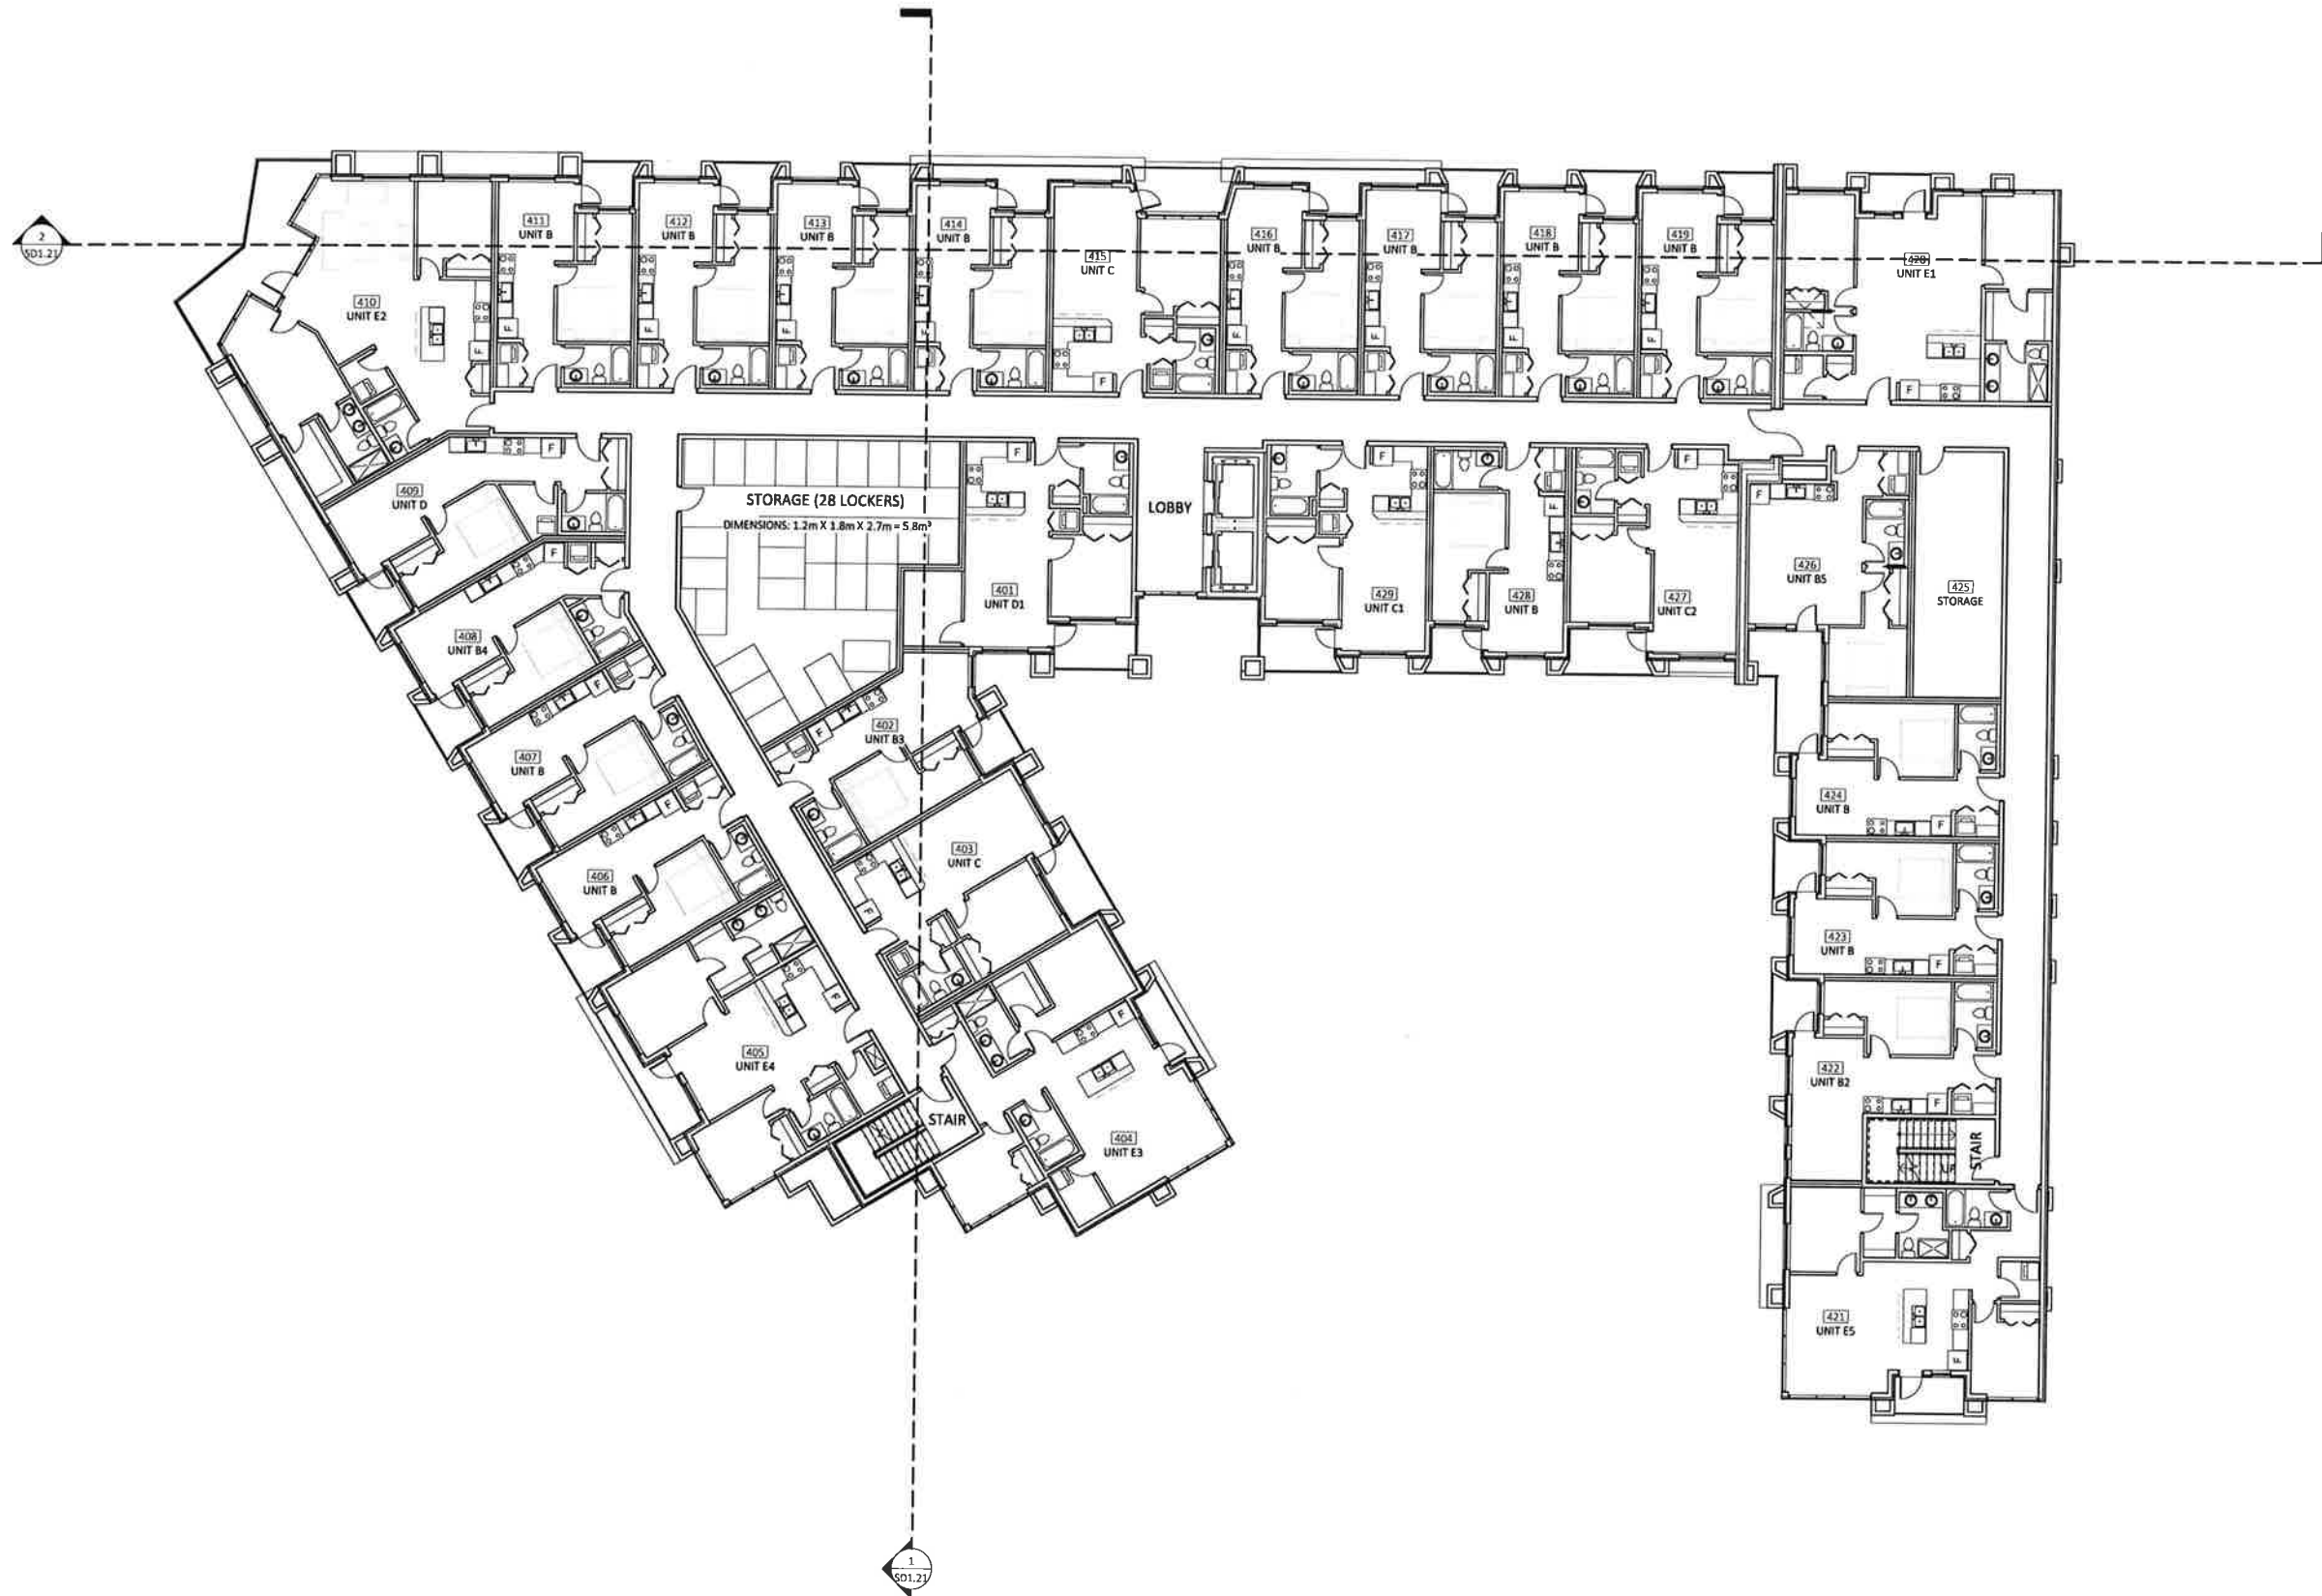 2
SD1.21
410
UNIT E2
411
UNIT B
412
UNIT B
413
UNIT B
414
UNIT B
415
UNIT C
416
UNIT B
417
UNIT B
418
UNIT B
419
UNIT B
420
UNIT E1
F
F
F
F
F
F
F
F
F
F
F
409
UNIT D
F
STORAGE (28 LOCKERS)
DIMENSIONS: 1.2m X 1.8m X 2.7m = 5.8m³
401
UNIT D1
F
LOBBY
429
UNIT C1
F
428
UNIT B
F
427
UNIT C2
F
426
UNIT B5
F
425
STORAGE
408
UNIT B4
F
407
UNIT B
F
406
UNIT B
F
402
UNIT B3
F
403
UNIT C
F
405
UNIT E4
F
404
UNIT E3
F
STAIR
424
UNIT B
F
423
UNIT B
F
422
UNIT B2
F
UP
STAIR
421
UNIT E5
F
1
SD1.21